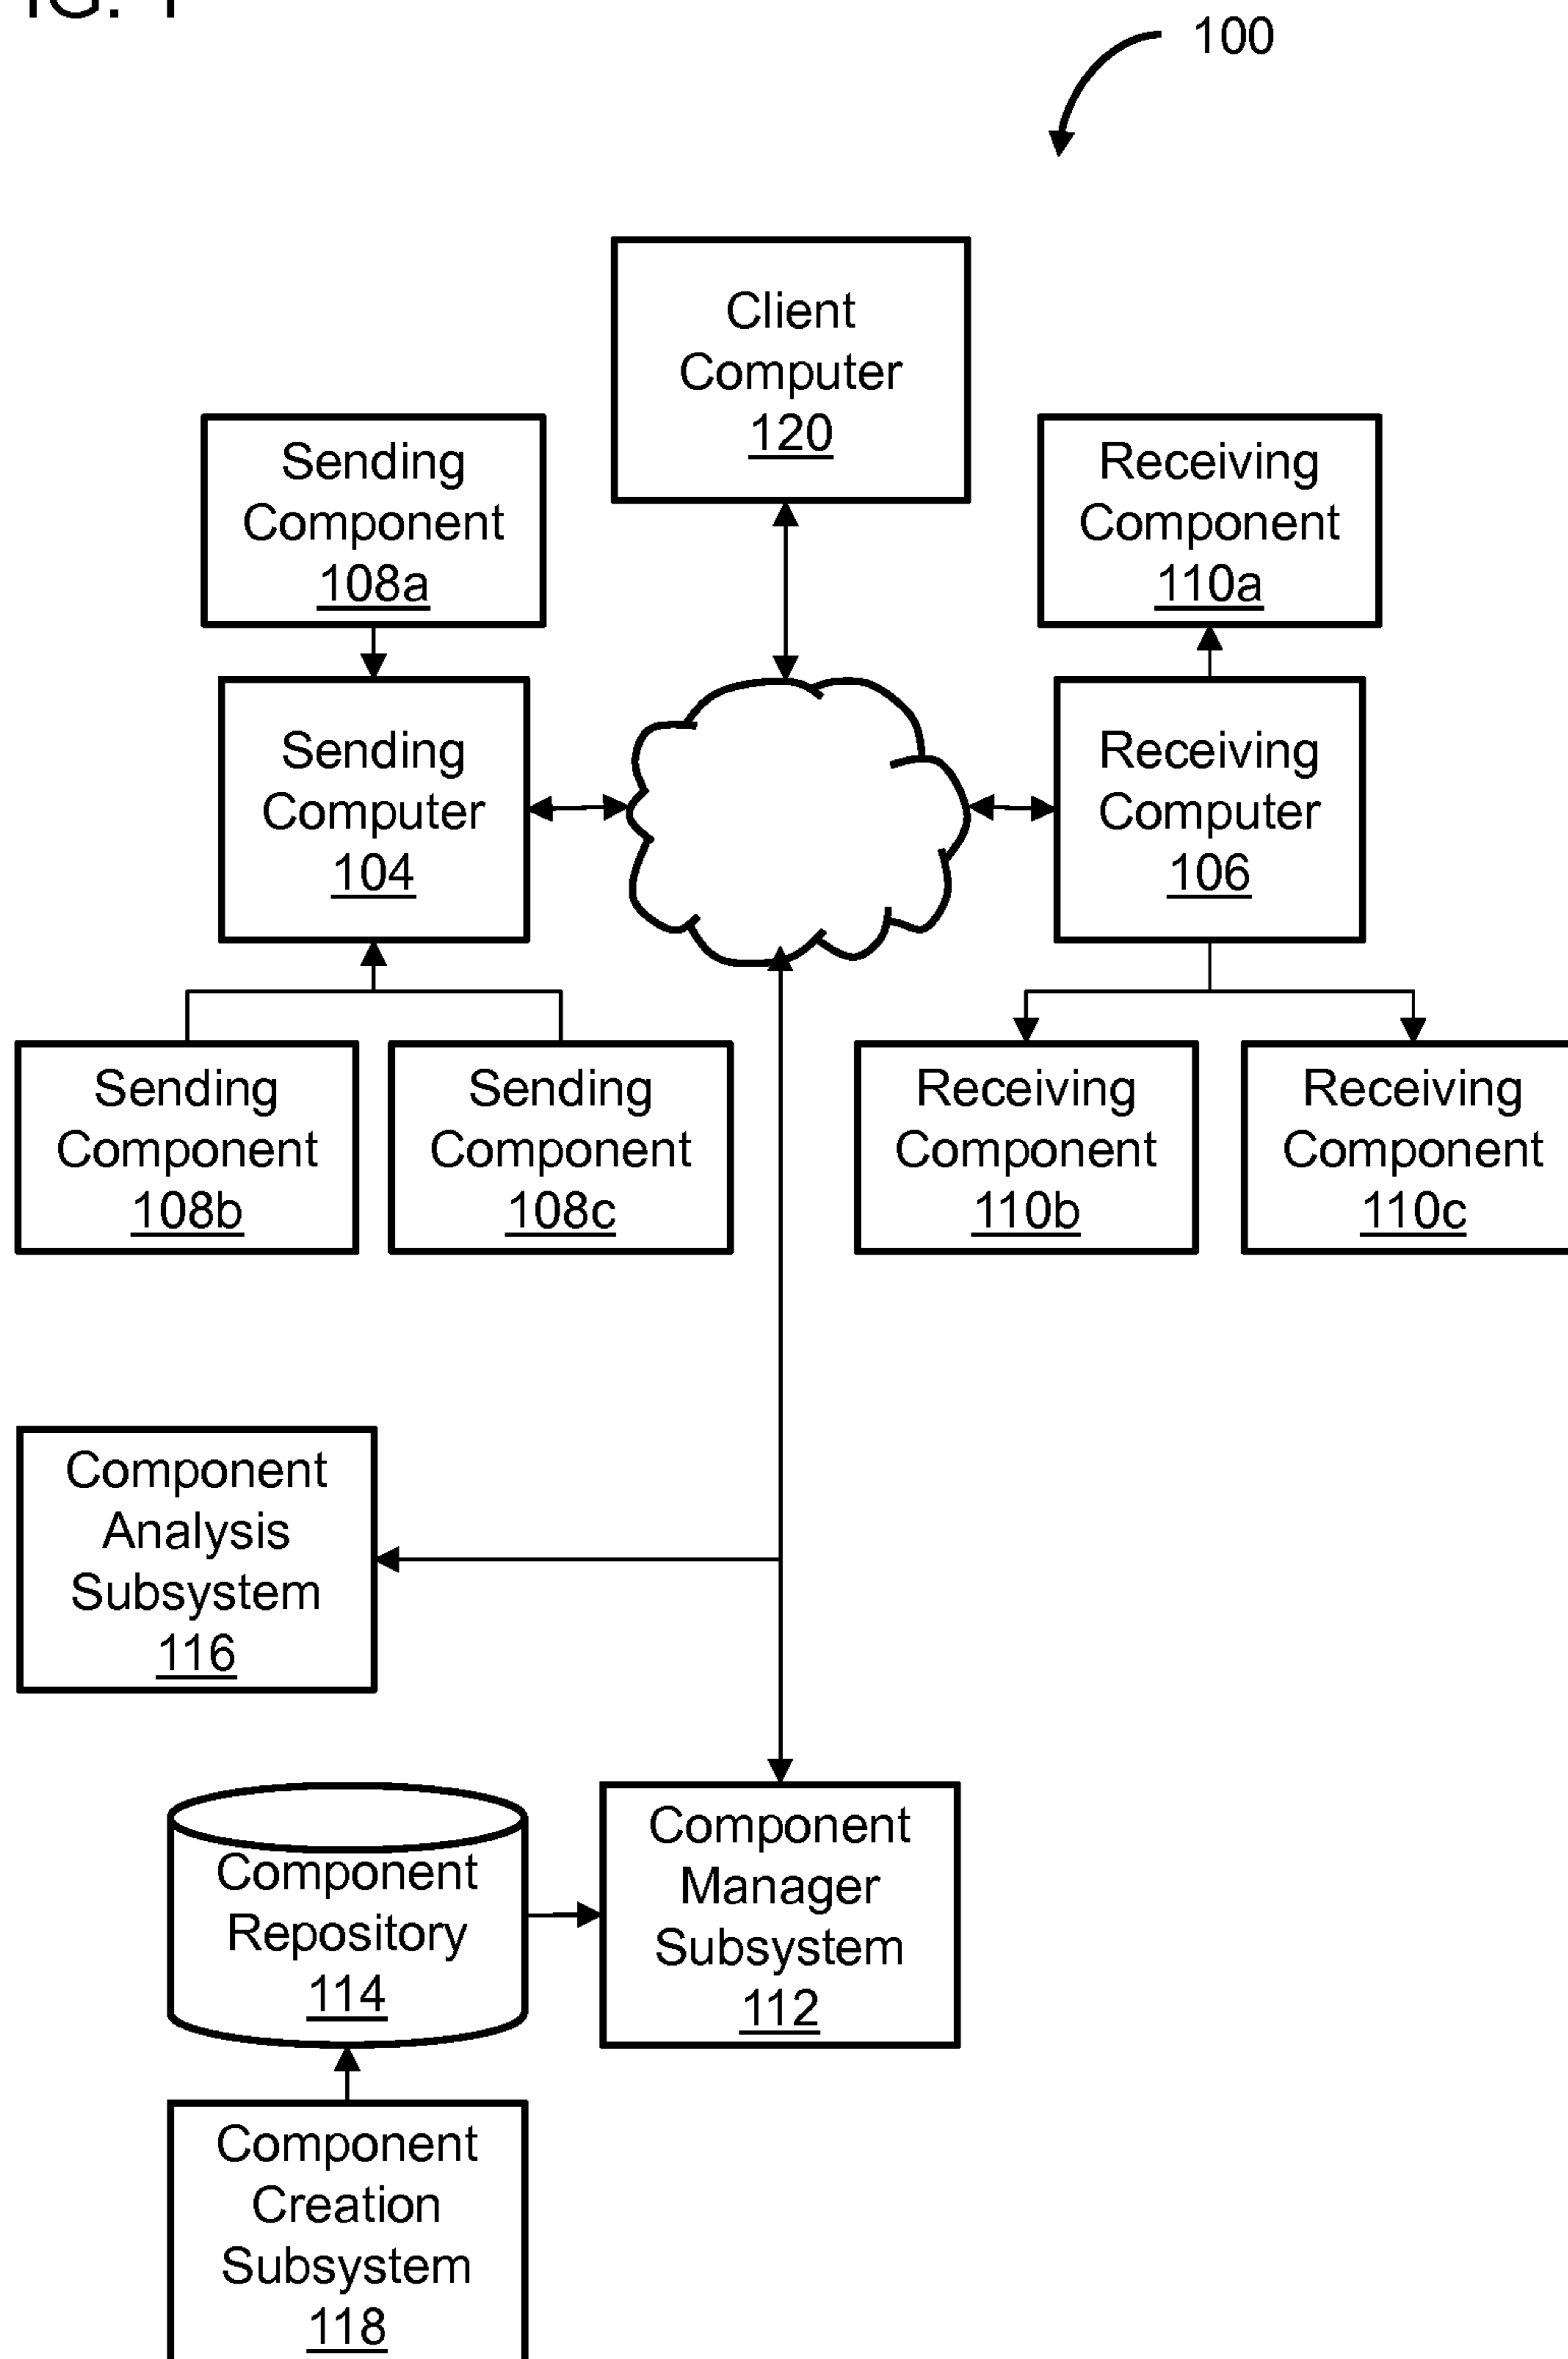 100
Client
Computer
120
Sending
Component
108a
Receiving
Component
110a
Sending
Computer
104
Receiving
Computer
106
Sending
Component
108b
Sending
Component
108c
Receiving
Component
110b
Receiving
Component
110c
Component
Analysis
Subsystem
116
Component
Repository
114
Component
Manager
Subsystem
112
Component
Creation
Subsystem
118